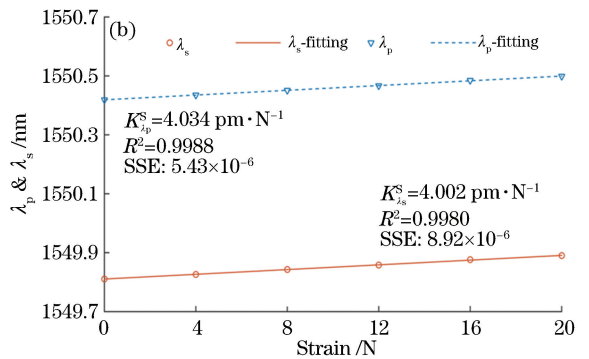 1550.7
(b)
λs λs-fitting λp λp-fitting
1550.5
K^S_λp=4.034 pm·N⁻¹
1550.3
R²=0.9988
SSE: 5.43×10⁻⁶
λp & λs /nm
1550.1
K^S_λs=4.002 pm·N⁻¹
R²=0.9980
SSE: 8.92×10⁻⁶
1549.9
1549.7
0 4 8 12 16 20
Strain /N